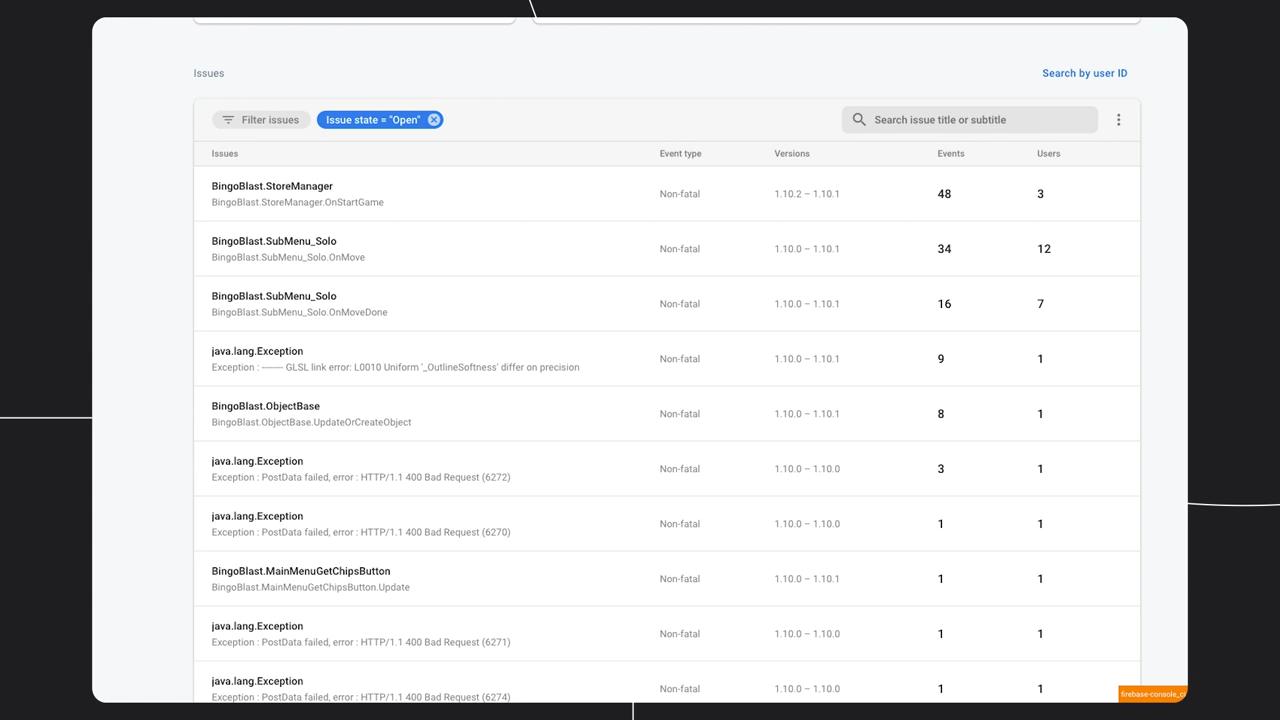 Issues
Search by user ID
Filter issues
Issue state = "Open"
Search issue title or subtitle
Issues Event type Versions Events Users
BingoBlast.StoreManager
BingoBlast.StoreManager.OnStartGame
Non-fatal 1.10.2 – 1.10.1 48 3
BingoBlast.SubMenu_Solo
BingoBlast.SubMenu_Solo.OnMove
Non-fatal 1.10.0 – 1.10.1 34 12
BingoBlast.SubMenu_Solo
BingoBlast.SubMenu_Solo.OnMoveDone
Non-fatal 1.10.0 – 1.10.1 16 7
java.lang.Exception
Exception : -------- GLSL link error: L0010 Uniform '_OutlineSoftness' differ on precision
Non-fatal 1.10.0 – 1.10.1 9 1
BingoBlast.ObjectBase
BingoBlast.ObjectBase.UpdateOrCreateObject
Non-fatal 1.10.0 – 1.10.1 8 1
java.lang.Exception
Exception : PostData failed, error : HTTP/1.1 400 Bad Request (6272)
Non-fatal 1.10.0 – 1.10.0 3 1
java.lang.Exception
Exception : PostData failed, error : HTTP/1.1 400 Bad Request (6270)
Non-fatal 1.10.0 – 1.10.0 1 1
BingoBlast.MainMenuGetChipsButton
BingoBlast.MainMenuGetChipsButton.Update
Non-fatal 1.10.0 – 1.10.1 1 1
java.lang.Exception
Exception : PostData failed, error : HTTP/1.1 400 Bad Request (6271)
Non-fatal 1.10.0 – 1.10.0 1 1
java.lang.Exception
Exception : PostData failed, error : HTTP/1.1 400 Bad Request (6274)
Non-fatal 1.10.0 – 1.10.0 1 1